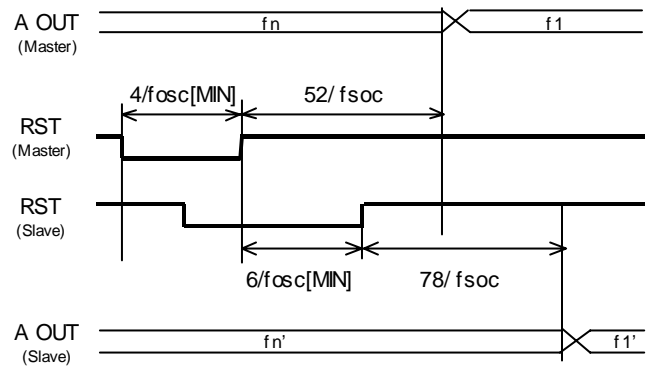 A OUT
(Master)
fn
f1
4/fosc[MIN]
52/ fsoc
RST
(Master)
RST
(Slave)
6/fosc[MIN]
78/ fsoc
A OUT
(Slave)
fn'
f1'